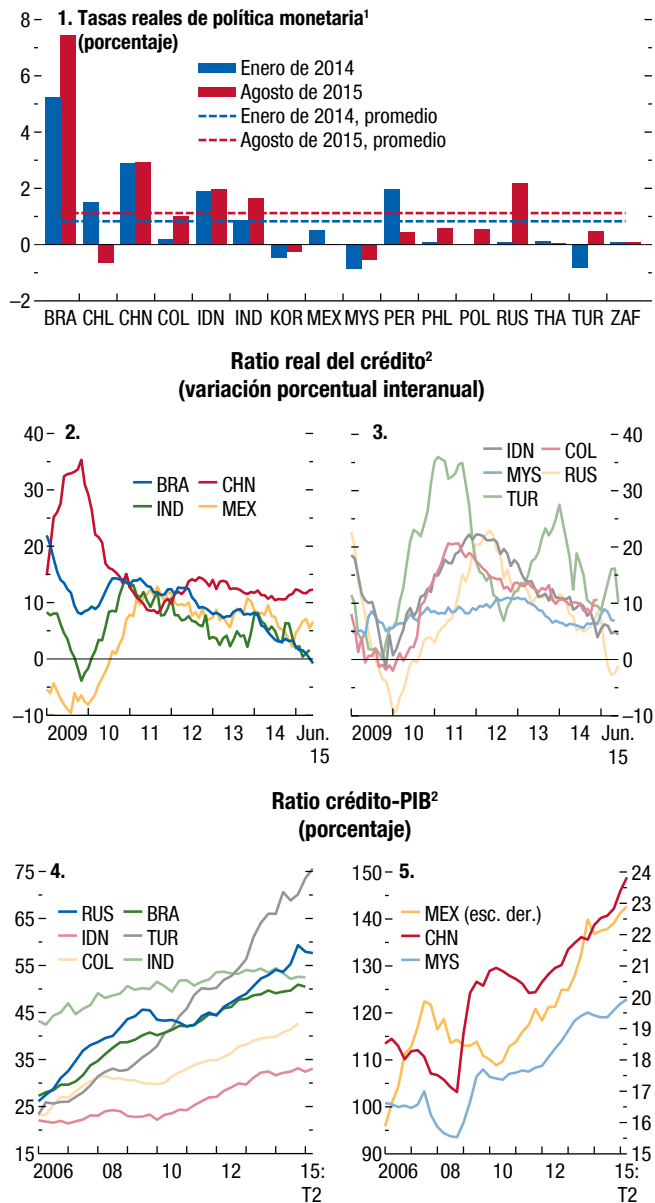 1. Tasas reales de política monetaria¹
(porcentaje)
Enero de 2014
Agosto de 2015
Enero de 2014, promedio
Agosto de 2015, promedio
8
6
4
2
0
−2
BRA CHL CHN COL IDN IND KOR MEX MYS PER PHL POL RUS THA TUR ZAF
Ratio real del crédito²
(variación porcentual interanual)
2.
BRA CHN
IND MEX
40
30
20
10
0
−10
2009 10 11 12 13 14 Jun.
15
3.
IDN COL
MYS RUS
TUR
40
30
20
10
0
−10
2009 10 11 12 13 14 Jun.
15
Ratio crédito-PIB²
(porcentaje)
4.
RUS BRA
IDN TUR
COL IND
75
65
55
45
35
25
15
2006 08 10 12 15:
T2
5.
MEX (esc. der.)
CHN
MYS
150
140
130
120
110
100
90
24
23
22
21
20
19
18
17
16
15
2006 08 10 12 15:
T2